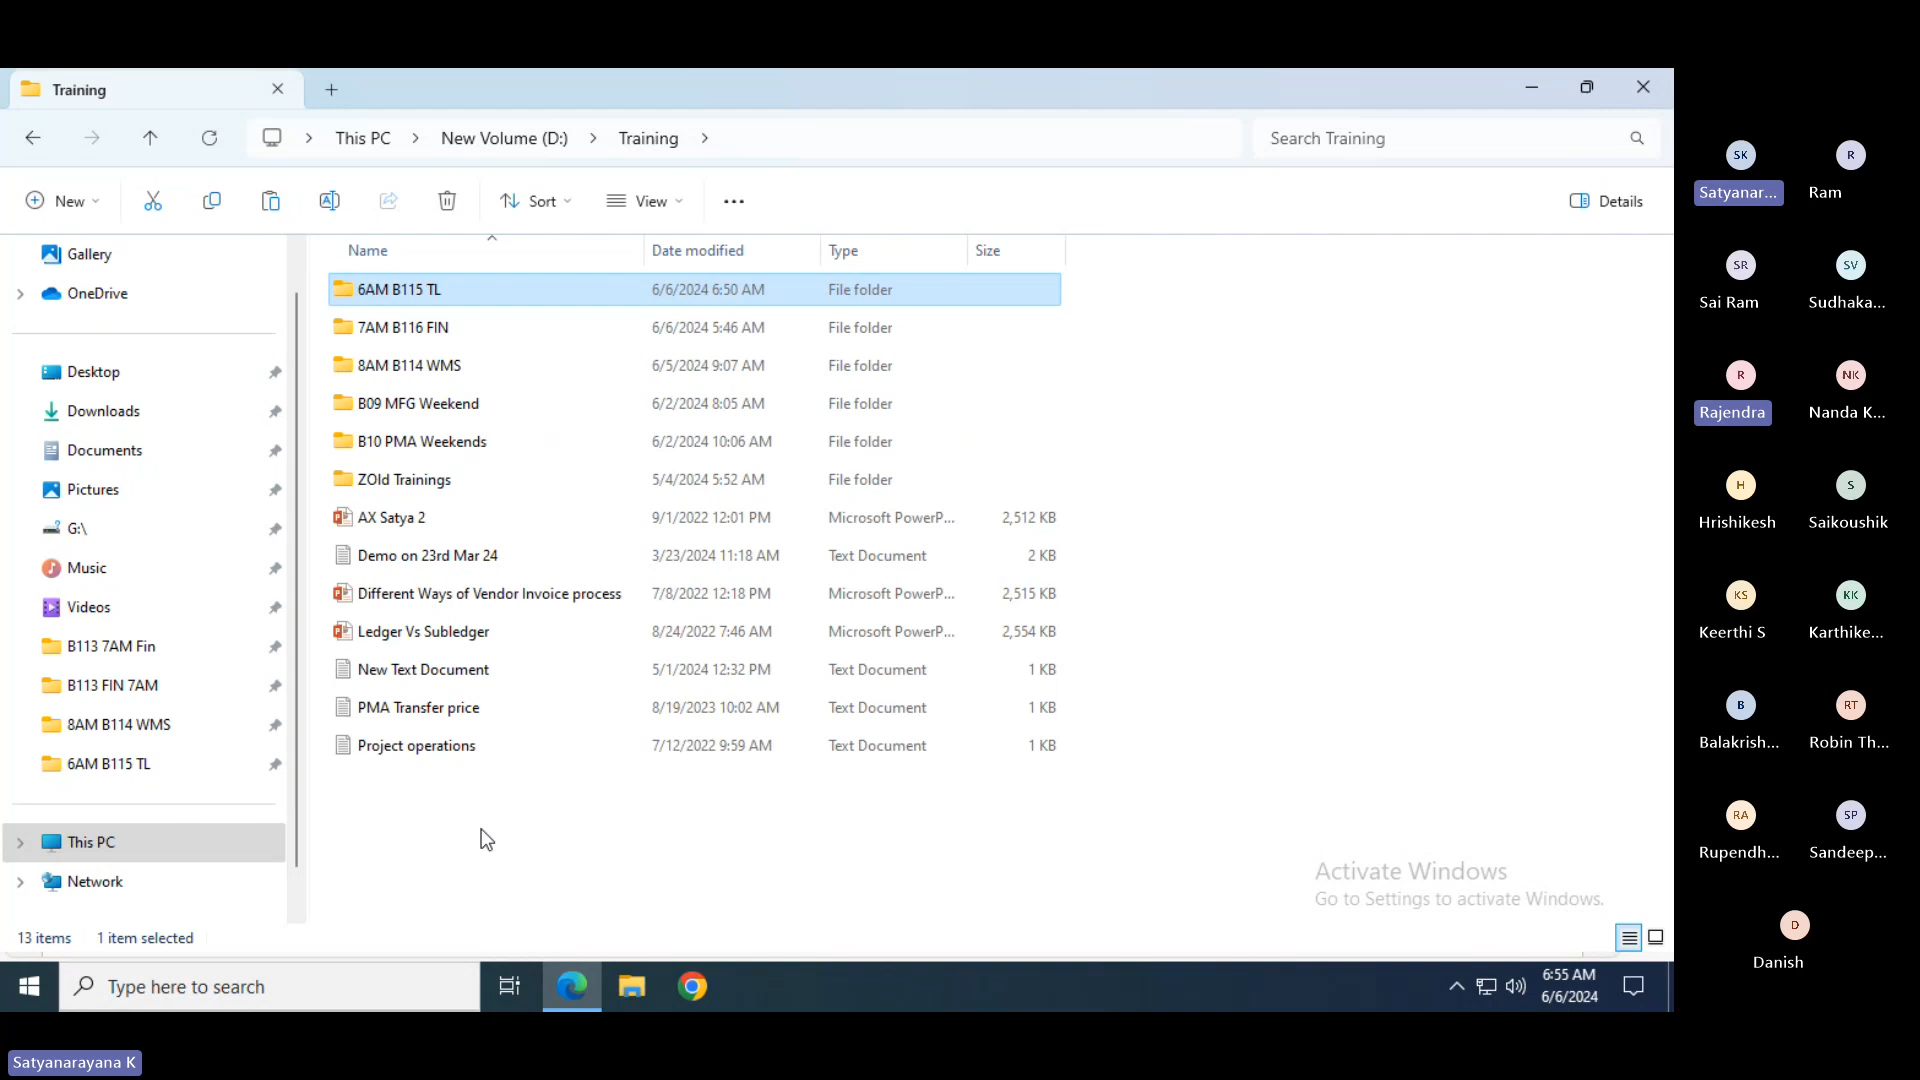 Training
This PC
New Volume (D:)
Training
Search Training
New
Sort
View
Details
Gallery
OneDrive
Desktop
Downloads
Documents
Pictures
G:\
Music
Videos
B113 7AM Fin
B113 FIN 7AM
8AM B114 WMS
6AM B115 TL
This PC
Network
Name Date modified Type Size
6AM B115 TL 6/6/2024 6:50 AM File folder
7AM B116 FIN 6/6/2024 5:46 AM File folder
8AM B114 WMS 6/5/2024 9:07 AM File folder
B09 MFG Weekend 6/2/2024 8:05 AM File folder
B10 PMA Weekends 6/2/2024 10:06 AM File folder
ZOld Trainings 5/4/2024 5:52 AM File folder
AX Satya 2 9/1/2022 12:01 PM Microsoft PowerP... 2,512 KB
Demo on 23rd Mar 24 3/23/2024 11:18 AM Text Document 2 KB
Different Ways of Vendor Invoice process 7/8/2022 12:18 PM Microsoft PowerP... 2,515 KB
Ledger Vs Subledger 8/24/2022 7:46 AM Microsoft PowerP... 2,554 KB
New Text Document 5/1/2024 12:32 PM Text Document 1 KB
PMA Transfer price 8/19/2023 10:02 AM Text Document 1 KB
Project operations 7/12/2022 9:59 AM Text Document 1 KB
Activate Windows
Go to Settings to activate Windows.
13 items 1 item selected
Type here to search
6:55 AM
6/6/2024
SK R
Satyanar... Ram
SR SV
Sai Ram Sudhaka...
R NK
Rajendra Nanda K...
H S
Hrishikesh Saikoushik
KS KK
Keerthi S Karthike...
B RT
Balakrish... Robin Th...
RA SP
Rupendh... Sandeep...
D
Danish
Satyanarayana K